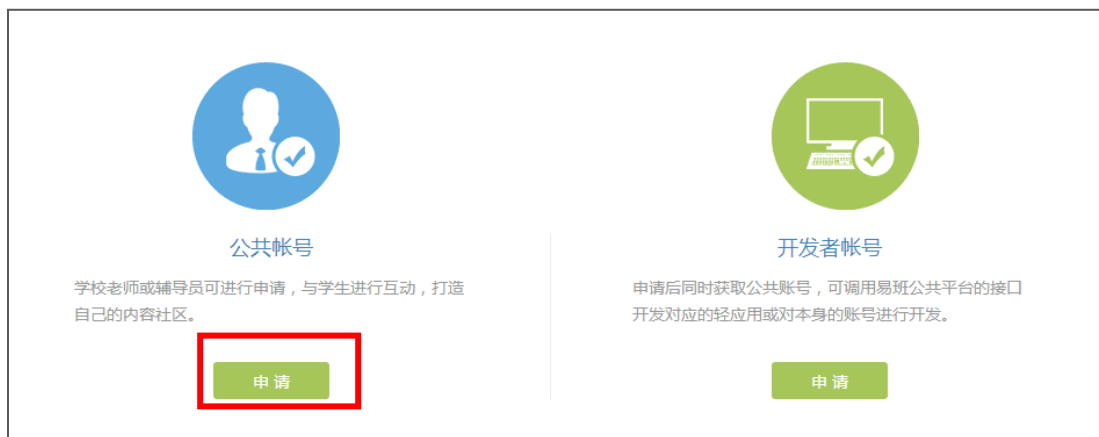 公共帐号
学校老师或辅导员可进行申请，与学生进行互动，打造
自己的内容社区。
申 请
开发者帐号
申请后同时获取公共账号，可调用易班公共平台的接口
开发对应的轻应用或对本身的账号进行开发。
申 请